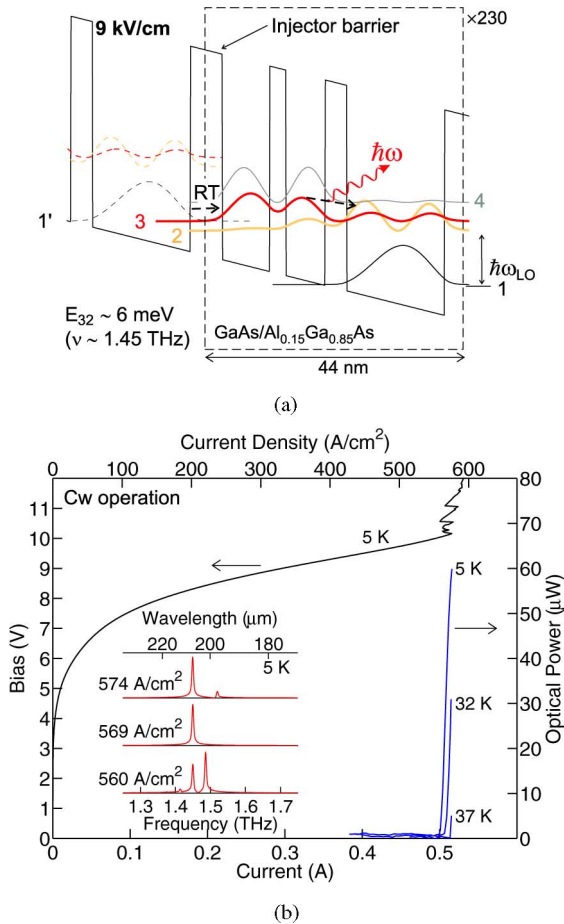 9 kV/cm
Injector barrier
×230
ħω
RT
1'
3
2
4
ħω_LO
1
E₃₂ ~ 6 meV
(ν ~ 1.45 THz)
GaAs/Al₀.₁₅Ga₀.₈₅As
44 nm
(a)
Current Density (A/cm²)
0 100 200 300 400 500 600
Cw operation
5 K
5 K
32 K
37 K
Bias (V)
11
10
9
8
7
6
5
4
3
2
1
0
Optical Power (µW)
80
70
60
50
40
30
20
10
0
Wavelength (µm)
220 200 180
5 K
574 A/cm²
569 A/cm²
560 A/cm²
1.3 1.4 1.5 1.6 1.7
Frequency (THz)
0 0.1 0.2 0.3 0.4 0.5
Current (A)
(b)